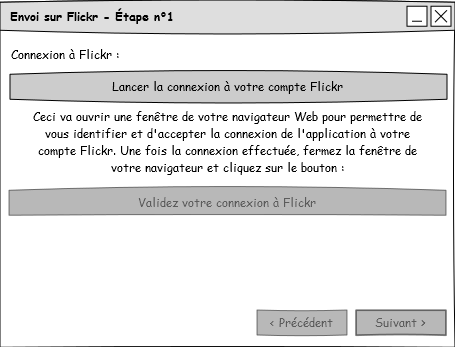 Envoi sur Flickr - Étape n°1
Connexion à Flickr :
Lancer la connexion à votre compte Flickr
Ceci va ouvrir une fenêtre de votre navigateur Web pour permettre de
vous identifier et d'accepter la connexion de l'application à votre
compte Flickr. Une fois la connexion effectuée, fermez la fenêtre de
votre navigateur et cliquez sur le bouton :
Validez votre connexion à Flickr
< Précédent
Suivant >